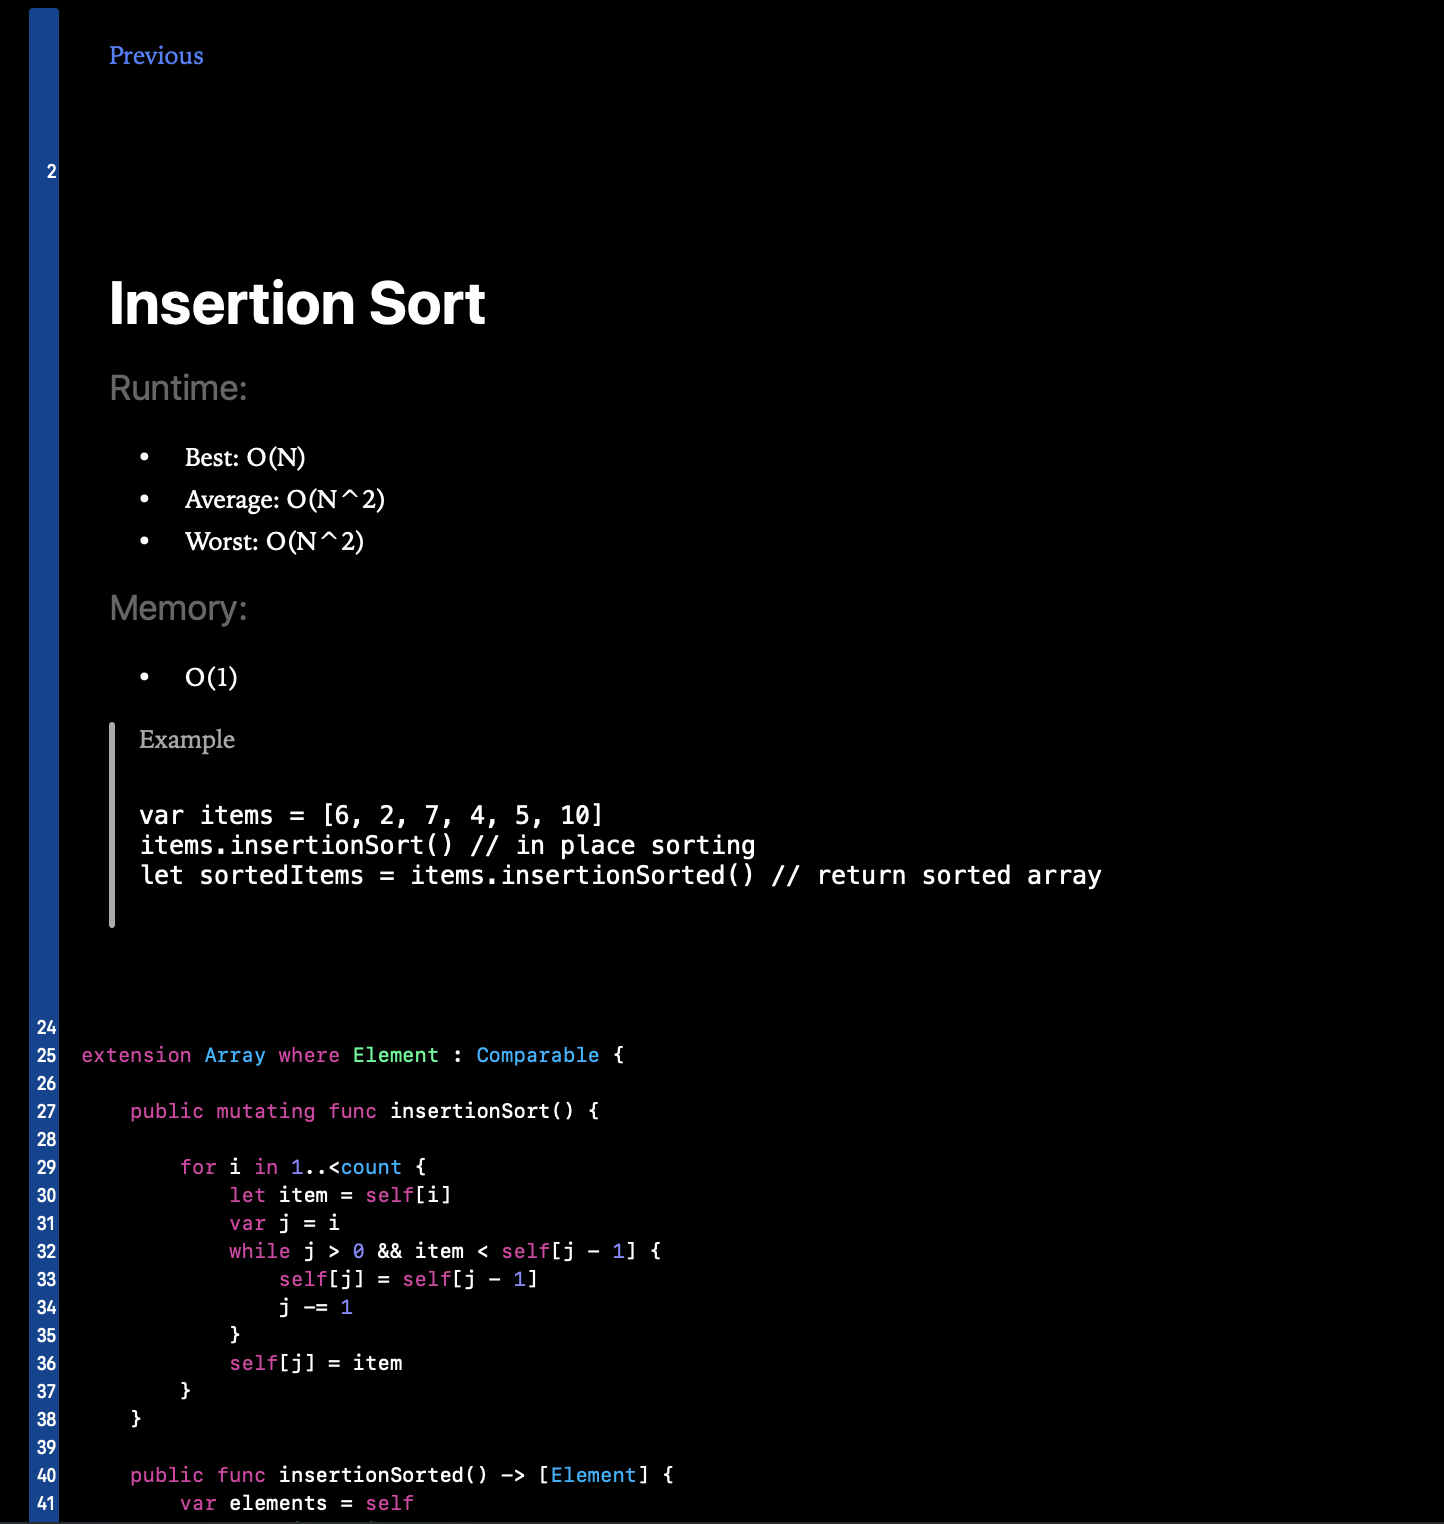 Previous
2
Insertion Sort
Runtime:
• Best: O(N)
• Average: O(N^2)
• Worst: O(N^2)
Memory:
• O(1)
Example
var items = [6, 2, 7, 4, 5, 10]
items.insertionSort() // in place sorting
let sortedItems = items.insertionSorted() // return sorted array
24
25 extension Array where Element : Comparable {
26
27     public mutating func insertionSort() {
28
29         for i in 1..<count {
30             let item = self[i]
31             var j = i
32             while j > 0 && item < self[j - 1] {
33                 self[j] = self[j - 1]
34                 j -= 1
35             }
36             self[j] = item
37         }
38     }
39
40     public func insertionSorted() -> [Element] {
41         var elements = self